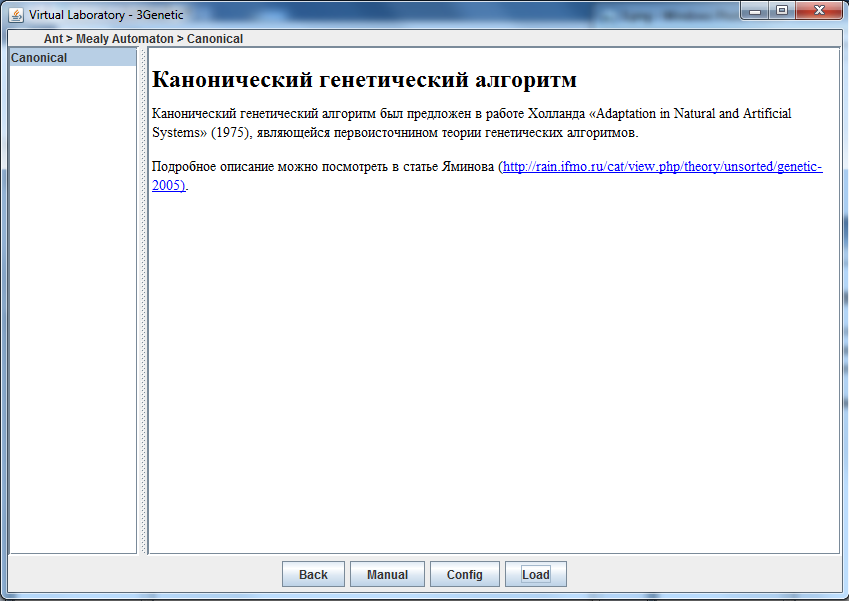 Virtual Laboratory - 3Genetic
Ant > Mealy Automaton > Canonical
Canonical
Канонический генетический алгоритм
Канонический генетический алгоритм был предложен в работе Холланда «Adaptation in Natural and Artificial
Systems» (1975), являющейся первоисточнином теории генетических алгоритмов.
Подробное описание можно посмотреть в статье Яминова (http://rain.ifmo.ru/cat/view.php/theory/unsorted/genetic-
2005).
Back
Manual
Config
Load